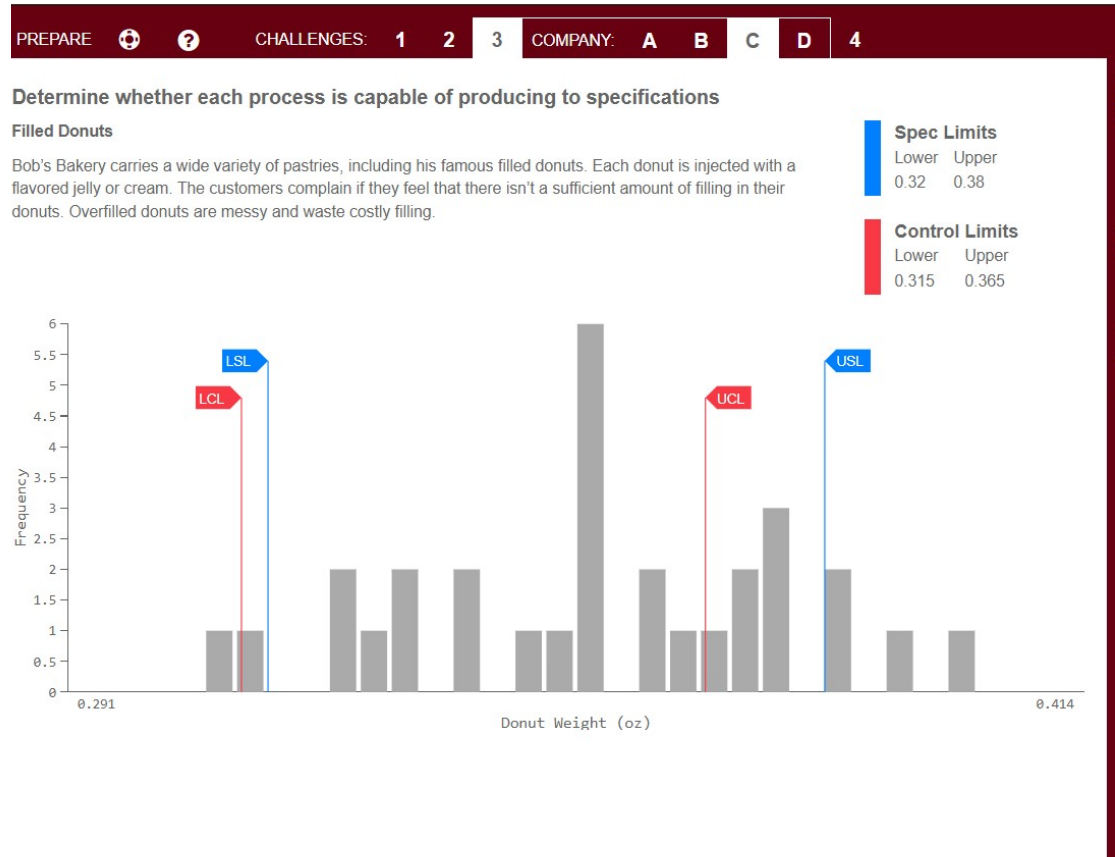 PREPARE ? CHALLENGES: 1 2 3 COMPANY: A B C D 4
Determine whether each process is capable of producing to specifications
Filled Donuts
Bob's Bakery carries a wide variety of pastries, including his famous filled donuts. Each donut is injected with a
flavored jelly or cream. The customers complain if they feel that there isn't a sufficient amount of filling in their
donuts. Overfilled donuts are messy and waste costly filling.
Spec Limits
Lower Upper
0.32 0.38
Control Limits
Lower Upper
0.315 0.365
6
5.5
5
4.5
4
3.5
3
2.5
2
1.5
1
0.5
0
Frequency
LSL
USL
LCL
UCL
0.291
0.414
Donut Weight (oz)